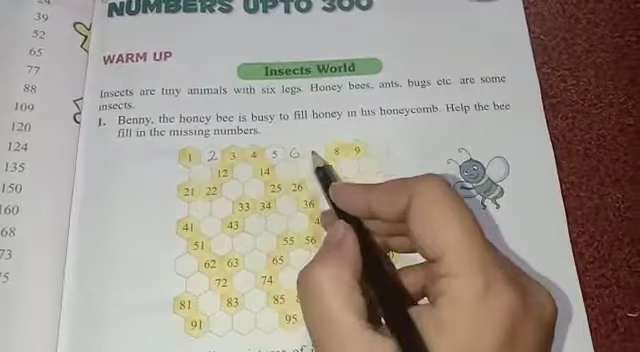 NUMBERS UPTO 300
39
52
65
77
88
109
120
124
135
150
160
68
73
WARM UP
Insects World
Insects are tiny animals with six legs. Honey bees, ants, bugs etc. are some
insects.
1. Benny, the honey bee is busy to fill honey in his honeycomb. Help the bee
fill in the missing numbers.
1 2 3 4 5 6 8 9
12 14
21 22 25 26
33 34 36
41 43
51 55 56
62 63 65
72 74
81 83 85
91 95